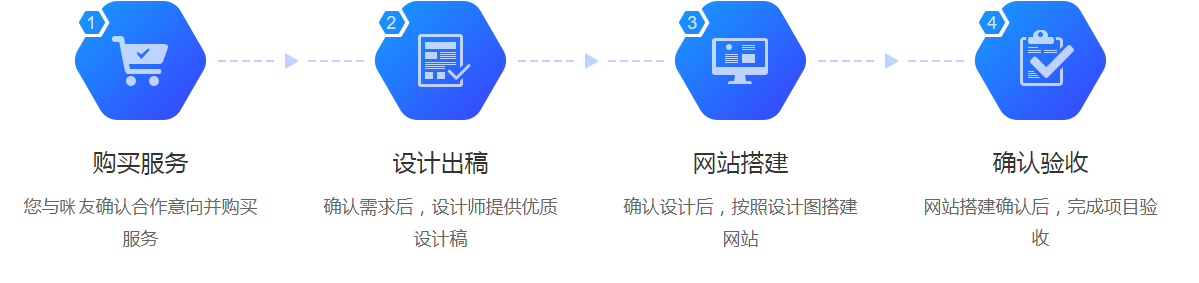 1
2
3
4
购买服务
设计出稿
网站搭建
确认验收
您与咪友确认合作意向并购买
服务
确认需求后，设计师提供优质
设计稿
确认设计后，按照设计图搭建
网站
网站搭建确认后，完成项目验
收